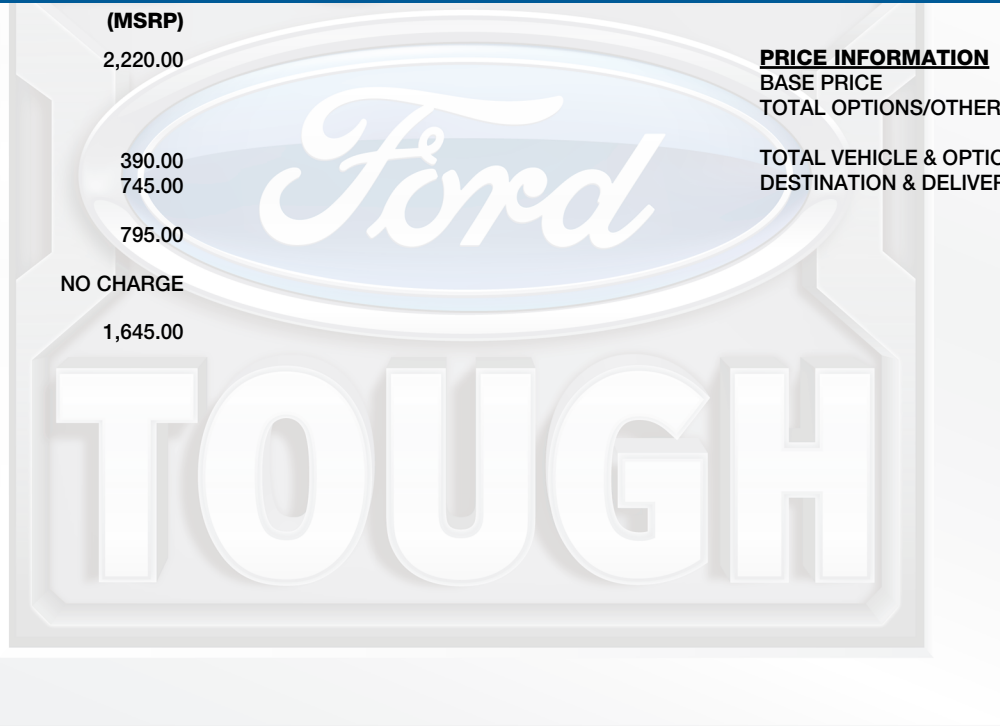 (MSRP)
2,220.00
390.00
745.00
795.00
NO CHARGE
1,645.00
PRICE INFORMATION
BASE PRICE
TOTAL OPTIONS/OTHER
TOTAL VEHICLE & OPTIO
DESTINATION & DELIVER
Ford
TOUGH